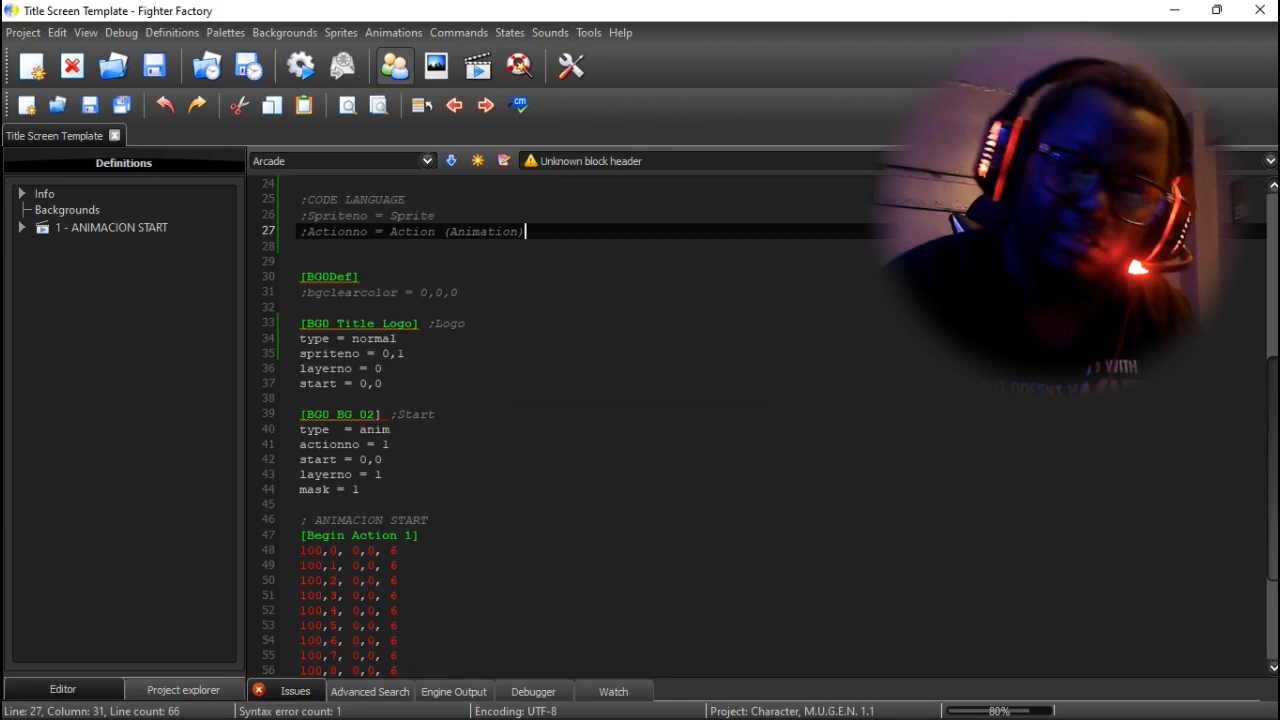 Title Screen Template - Fighter Factory
Project Edit View Debug Definitions Palettes Backgrounds Sprites Animations Commands States Sounds Tools Help
cm
Title Screen Template
Definitions
Arcade
Unknown block header
Info
Backgrounds
1 - ANIMACION START
24
25 ;CODE LANGUAGE
26 ;Spriteno = Sprite
27 ;Actionno = Action (Animation)
28
29
30 [BG0Def]
31 ;bgclearcolor = 0,0,0
32
33 [BG0 Title Logo] ;Logo
34 type = normal
35 spriteno = 0,1
36 layerno = 0
37 start = 0,0
38
39 [BG0 BG 02] ;Start
40 type  = anim
41 actionno = 1
42 start = 0,0
43 layerno = 1
44 mask = 1
45
46 ; ANIMACION START
47 [Begin Action 1]
48 100,0, 0,0, 6
49 100,1, 0,0, 6
50 100,2, 0,0, 6
51 100,3, 0,0, 6
52 100,4, 0,0, 6
53 100,5, 0,0, 6
54 100,6, 0,0, 6
55 100,7, 0,0, 6
56 100,8, 0,0, 6
WITH
Editor
Project explorer
Issues
Advanced Search
Engine Output
Debugger
Watch
Line: 27, Column: 31, Line count: 66
Syntax error count: 1
Encoding: UTF-8
Project: Character, M.U.G.E.N. 1.1
80%